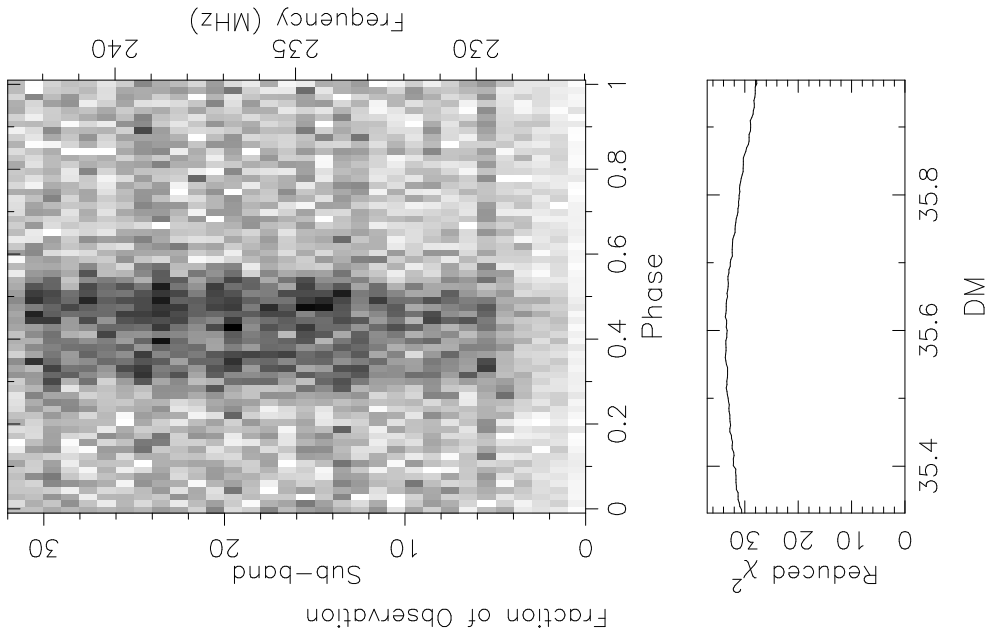 Frequency (MHz)
240 235 230
0 0.2 0.4 0.6 0.8 1
Phase
30 20 10 0
Sub-band
Fraction of Observation
35.4 35.6 35.8
DM
30 20 10 0
Reduced χ²